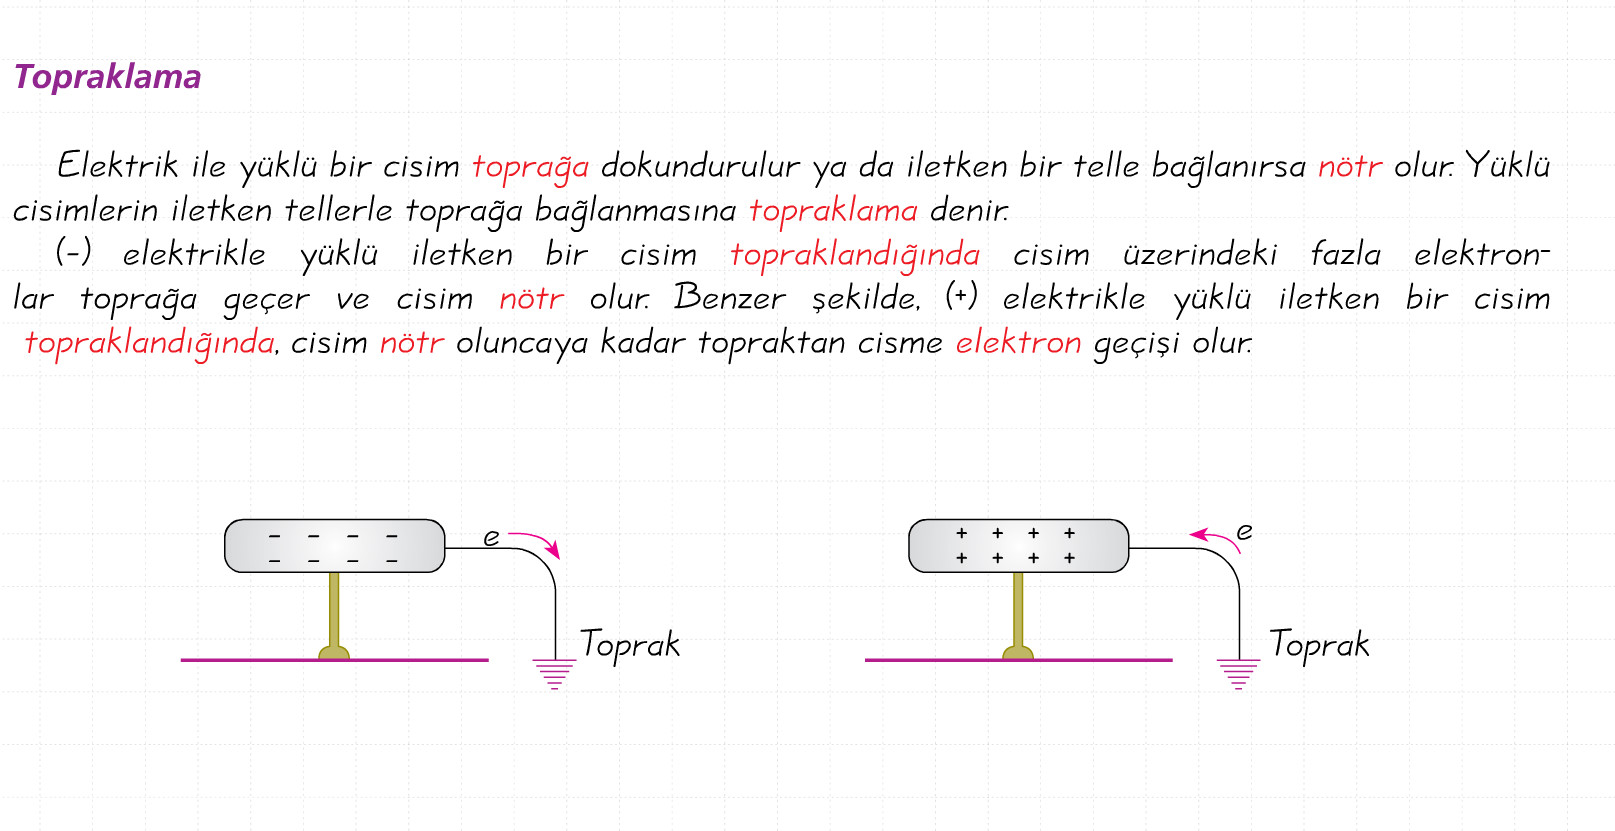 Topraklama
Elektrik ile yüklü bir cisim toprağa dokundurulur ya da iletken bir telle bağlanırsa nötr olur. Yüklü
cisimlerin iletken tellerle toprağa bağlanmasına topraklama denir.
(-) elektrikle yüklü iletken bir cisim topraklandığında cisim üzerindeki fazla elektron-
lar toprağa geçer ve cisim nötr olur. Benzer şekilde, (+) elektrikle yüklü iletken bir cisim
topraklandığında, cisim nötr oluncaya kadar topraktan cisme elektron geçişi olur.
- - - -
- - - -
e
Toprak
+ + + +
+ + + +
e
Toprak